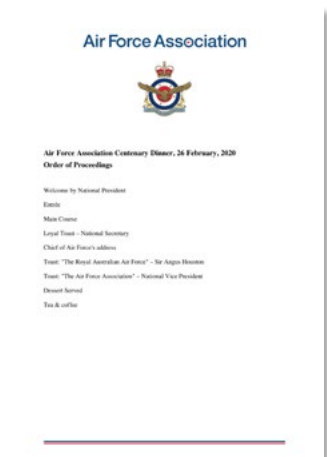 Air Force Association
Air Force Association Centenary Dinner, 26 February, 2020
Order of Proceedings
Welcome by National President
Entrée
Main Course
Loyal Toast – National Secretary
Chief of Air Force's address
Toast: "The Royal Australian Air Force" – Sir Angus Houston
Toast: "The Air Force Association" – National Vice President
Dessert Served
Tea & coffee